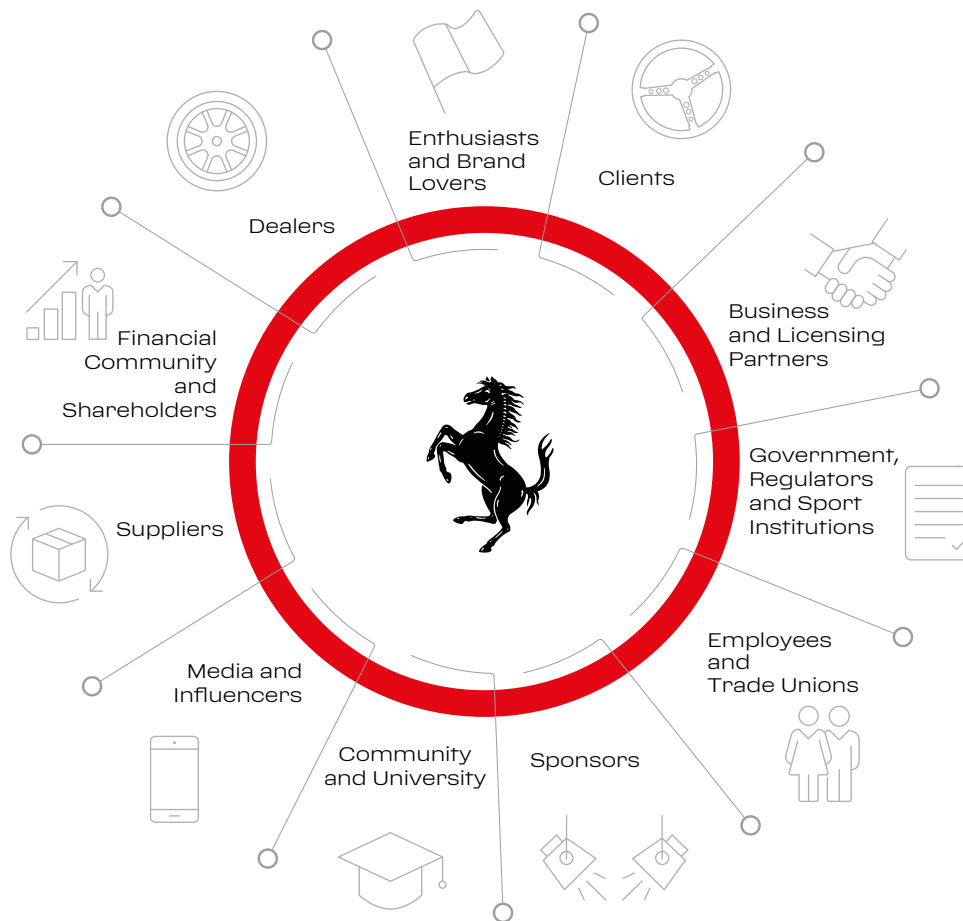 Enthusiasts
and Brand
Lovers
Clients
Business
and Licensing
Partners
Government,
Regulators
and Sport
Institutions
Employees
and
Trade Unions
Sponsors
Community
and University
Media and
Influencers
Suppliers
Financial
Community
and
Shareholders
Dealers